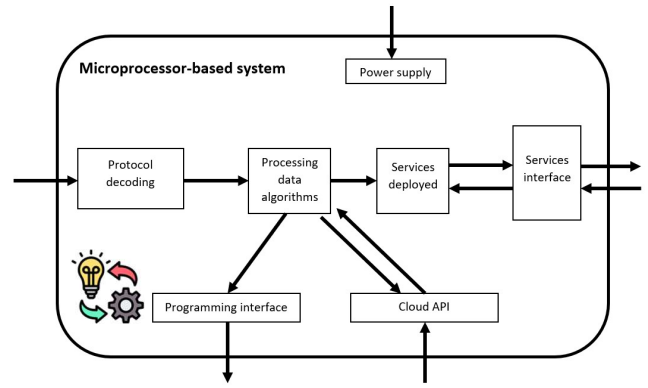 Microprocessor-based system
Power supply
Protocol
decoding
Processing
data
algorithms
Services
deployed
Services
interface
Programming interface
Cloud API